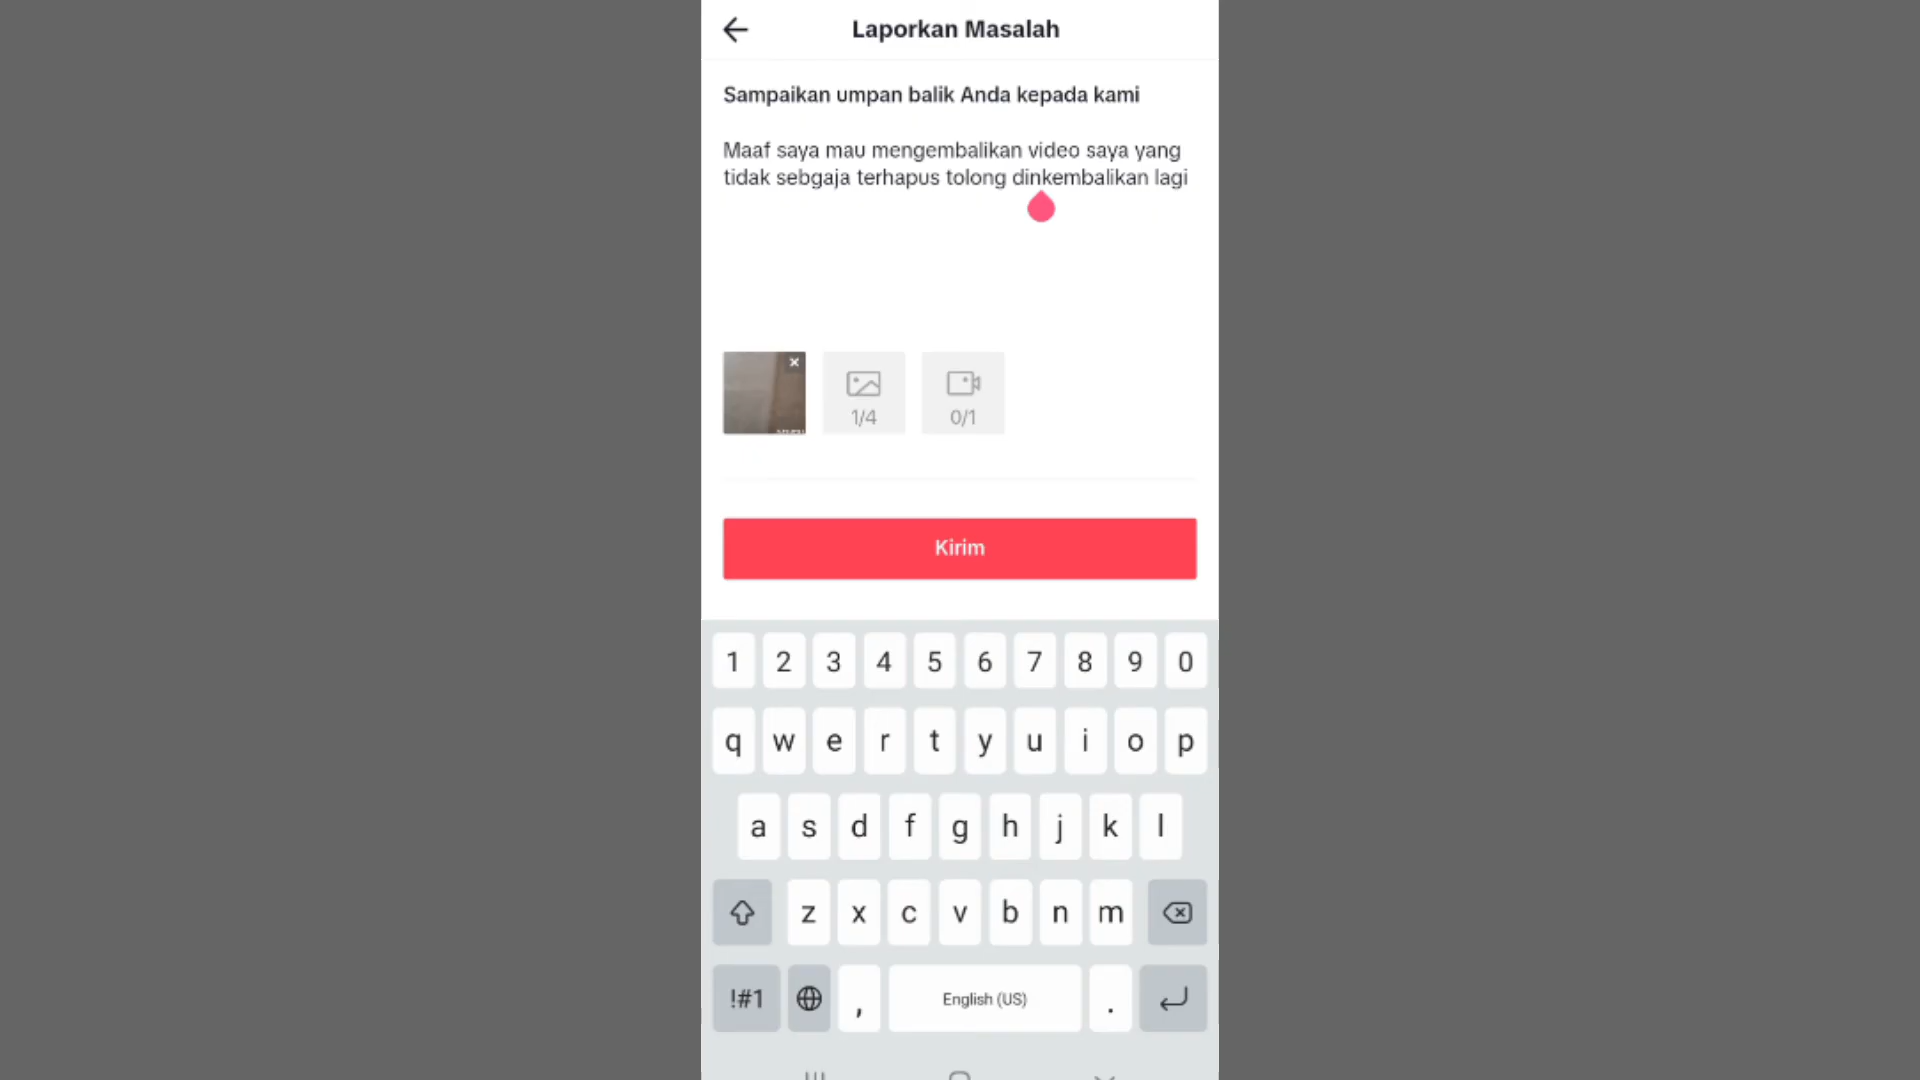 Laporkan Masalah
Sampaikan umpan balik Anda kepada kami
Maaf saya mau mengembalikan video saya yang
tidak sebgaja terhapus tolong dinkembalikan lagi
1/4
0/1
Kirim
1 2 3 4 5 6 7 8 9 0
q w e r t y u i o p
a s d f g h j k l
z x c v b n m
!#1 , English (US) .